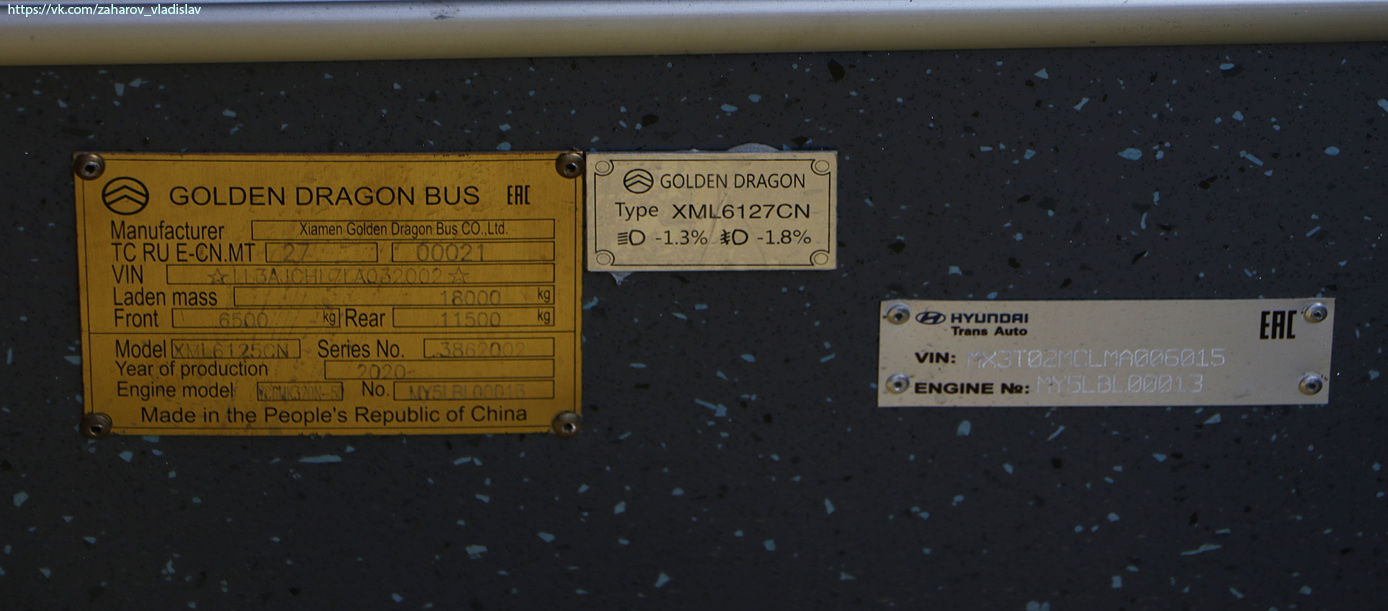 https://vk.com/zaharov_vladislav
GOLDEN DRAGON BUS EAC
Manufacturer Xiamen Golden Dragon Bus CO.,Ltd.
TC RU E-CN.MT 27 00021
VIN
Laden mass 18000 kg
Front 6500 kg Rear 11500 kg
Model XML6125CN Series No. 3862002
Year of production 2020
Engine model No. MY5LBL00013
Made in the People's Republic of China
GOLDEN DRAGON
Type XML6127CN
-1.3% -1.8%
HYUNDAI
Trans Auto EAC
VIN: MX3T02MCLMA006015
ENGINE №: MY5LBL00013